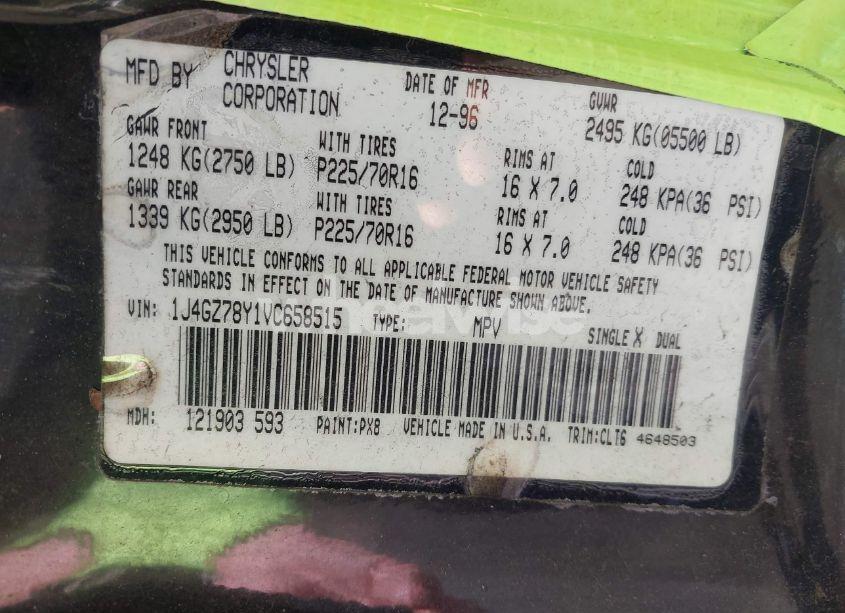 MFD BY CHRYSLER CORPORATION DATE OF MFR 12-96 GVWR 2495 KG(05500 LB)
GAWR FRONT WITH TIRES RIMS AT COLD
1248 KG(2750 LB) P225/70R16 16 X 7.0 248 KPA(36 PSI)
GAWR REAR WITH TIRES RIMS AT COLD
1339 KG(2950 LB) P225/70R16 16 X 7.0 248 KPA(36 PSI)
THIS VEHICLE CONFORMS TO ALL APPLICABLE FEDERAL MOTOR VEHICLE SAFETY
STANDARDS IN EFFECT ON THE DATE OF MANUFACTURE SHOWN ABOVE.
VIN: 1J4GZ78Y1VC658515 TYPE: MPV SINGLE X DUAL
MDH: 121903 593 PAINT:PX8 VEHICLE MADE IN U.S.A. TRIM:CLT6 4648503